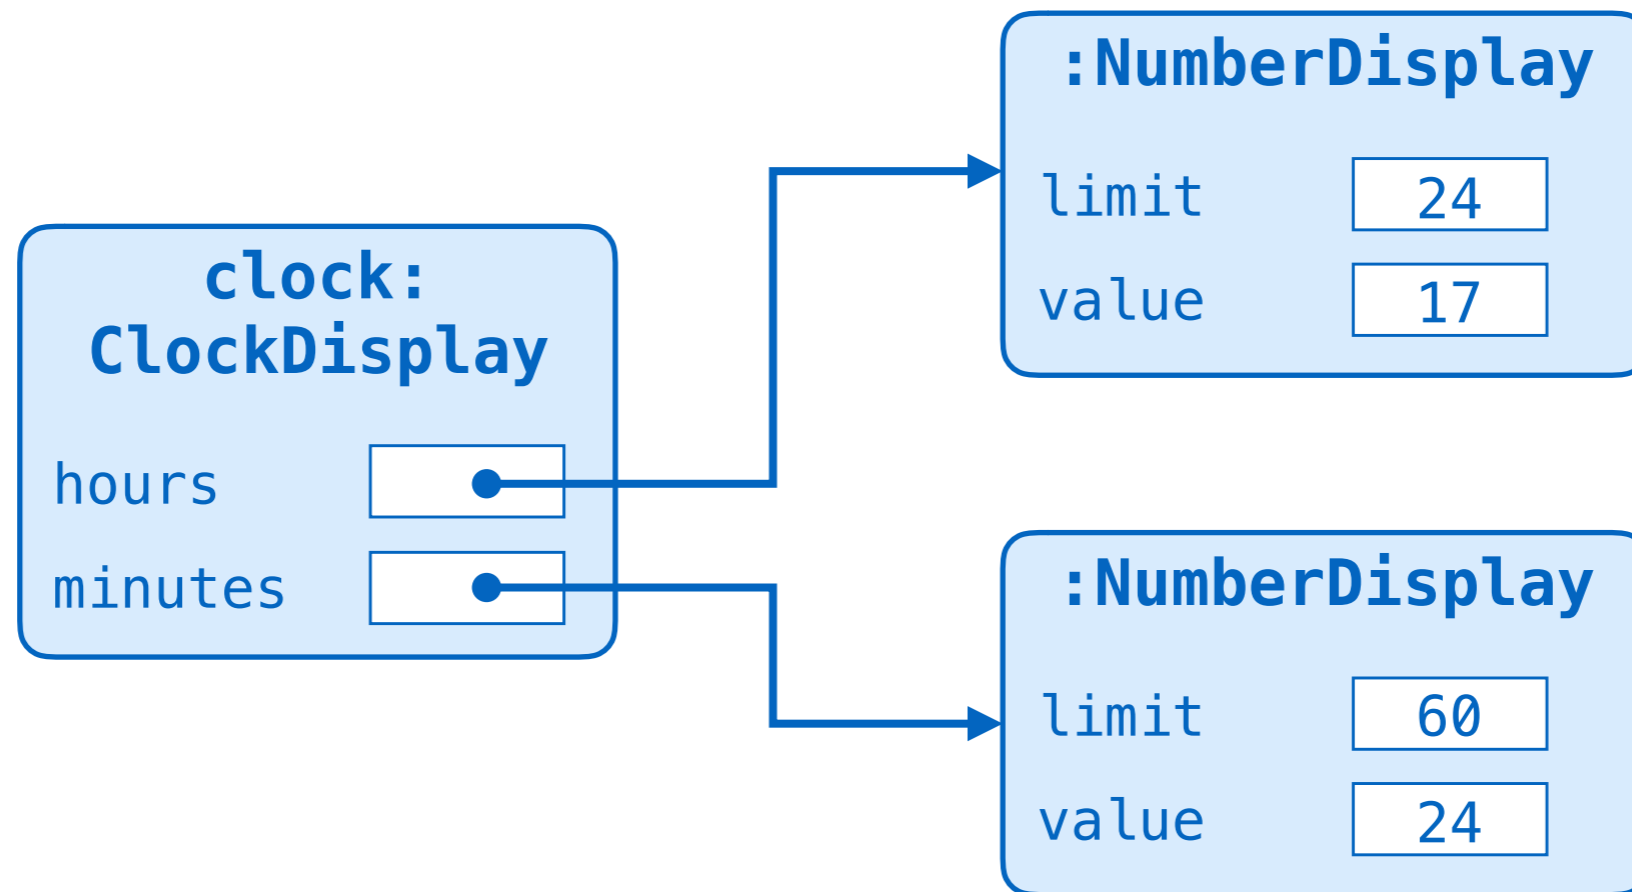 clock:
ClockDisplay
hours
minutes
:NumberDisplay
limit 24
value 17
:NumberDisplay
limit 60
value 24